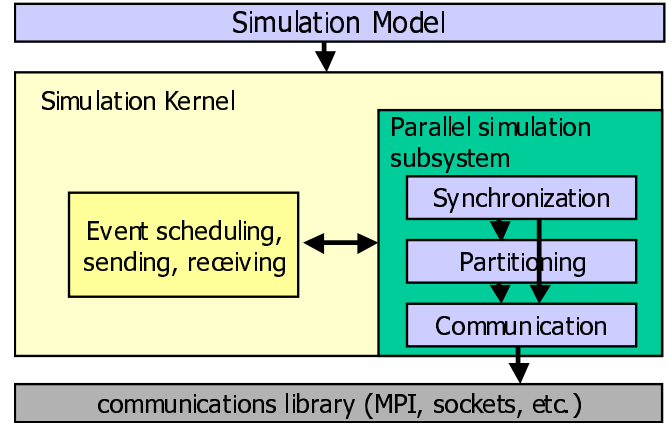 Simulation Model
Simulation Kernel
Parallel simulation
subsystem
Synchronization
Event scheduling,
sending, receiving
Partitioning
Communication
communications library (MPI, sockets, etc.)